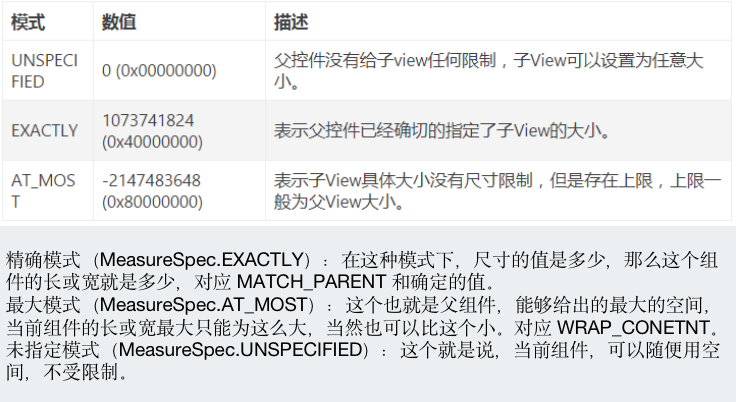 模式 数值 描述
UNSPECI 0 (0x00000000) 父控件没有给子view任何限制，子View可以设置为任意大
FIED 小。
EXACTLY 1073741824 表示父控件已经确切的指定了子View的大小。
(0x40000000)
AT_MOS -2147483648 表示子View具体大小没有尺寸限制，但是存在上限，上限一
T (0x80000000) 般为父View大小。
精确模式（MeasureSpec.EXACTLY）：在这种模式下，尺寸的值是多少，那么这个组
件的长或宽就是多少，对应 MATCH_PARENT 和确定的值。
最大模式（MeasureSpec.AT_MOST）：这个也就是父组件，能够给出的最大的空间，
当前组件的长或宽最大只能为这么大，当然也可以比这个小。对应 WRAP_CONETNT。
未指定模式（MeasureSpec.UNSPECIFIED）：这个就是说，当前组件，可以随便用空
间，不受限制。